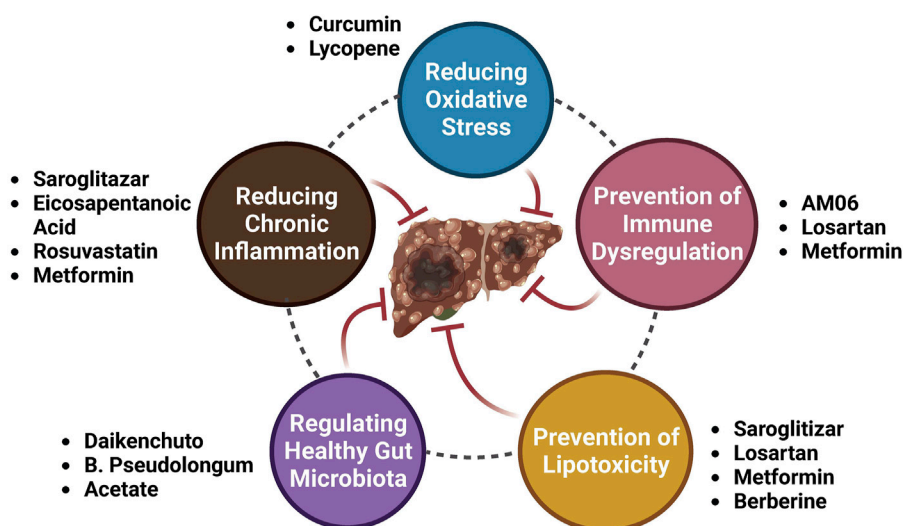 • Curcumin
• Lycopene
Reducing
Oxidative
Stress
• Saroglitazar
• Eicosapentanoic
Acid
• Rosuvastatin
• Metformin
Reducing
Chronic
Inflammation
Prevention of
Immune
Dysregulation
• AM06
• Losartan
• Metformin
• Daikenchuto
• B. Pseudolongum
• Acetate
Regulating
Healthy Gut
Microbiota
Prevention of
Lipotoxicity
• Saroglitizar
• Losartan
• Metformin
• Berberine